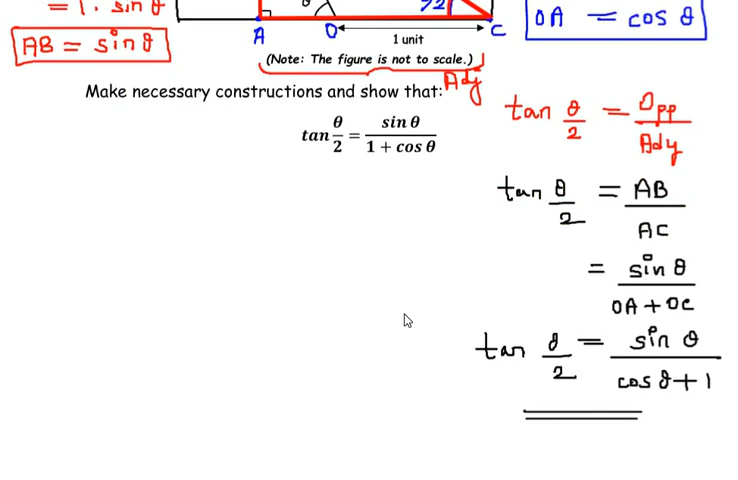 = 1 . sin θ
AB = sin θ
θ
θ/2
OA = cos θ
A
O
C
1 unit
(Note: The figure is not to scale.)
Adj
Make necessary constructions and show that:
tan θ/2 = sin θ / 1 + cos θ
tan θ/2 = Opp / Ady
tan θ/2 = AB / AC
= sin θ / OA + OC
tan θ/2 = sin θ / cos θ + 1